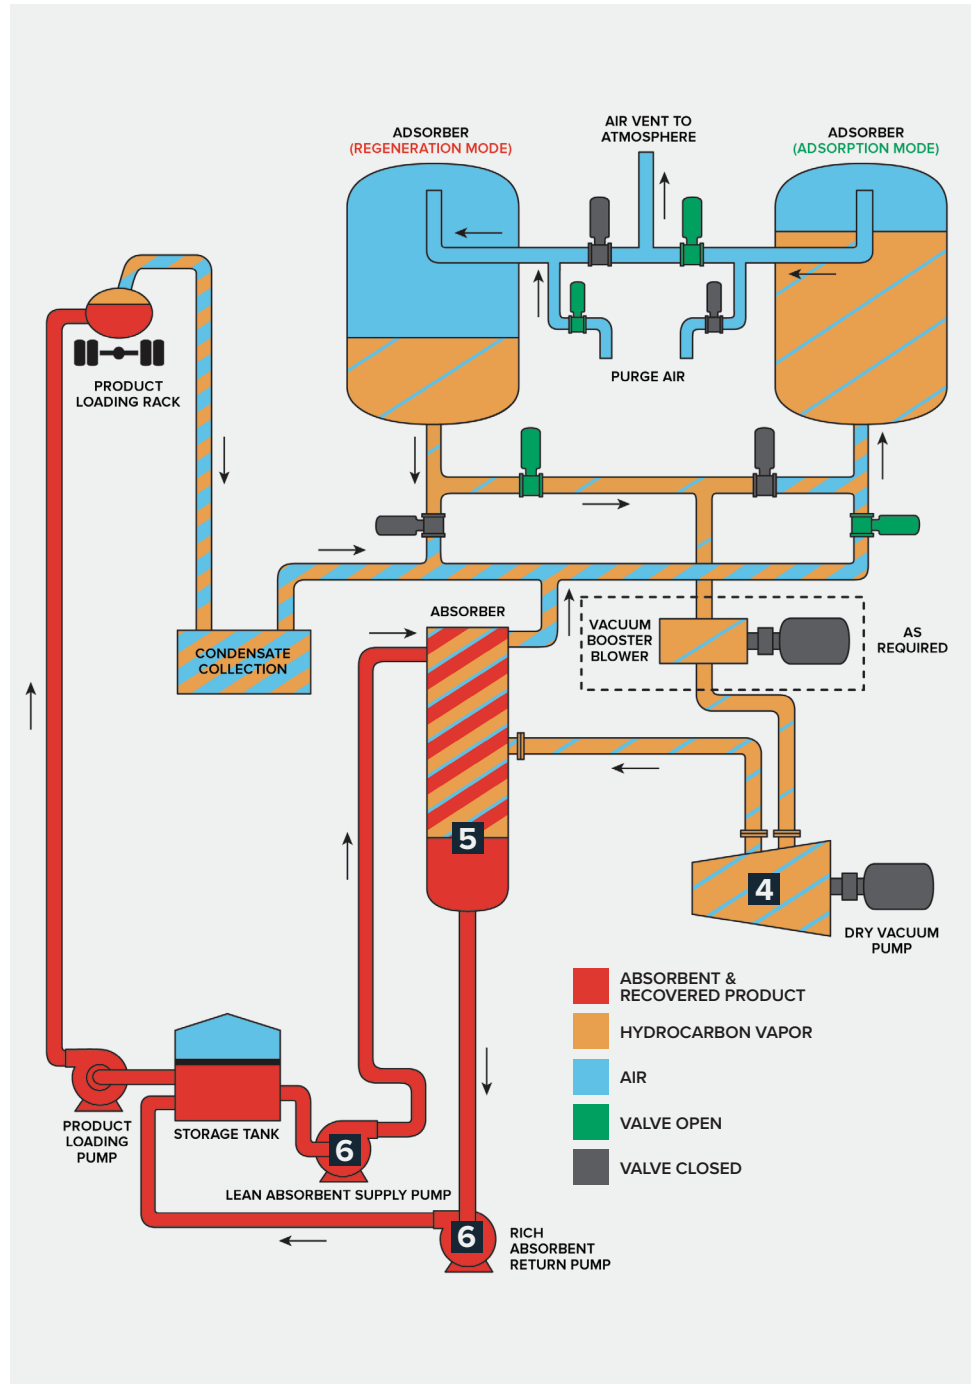 AIR VENT TO
ATMOSPHERE
ADSORBER
(REGENERATION MODE)
ADSORBER
(ADSORPTION MODE)
PURGE AIR
PRODUCT
LOADING RACK
ABSORBER
CONDENSATE
COLLECTION
VACUUM
BOOSTER
BLOWER
AS
REQUIRED
5
4
DRY VACUUM
PUMP
ABSORBENT &
RECOVERED PRODUCT
HYDROCARBON VAPOR
AIR
VALVE OPEN
VALVE CLOSED
PRODUCT
LOADING
PUMP
STORAGE TANK
6
LEAN ABSORBENT SUPPLY PUMP
6
RICH
ABSORBENT
RETURN PUMP